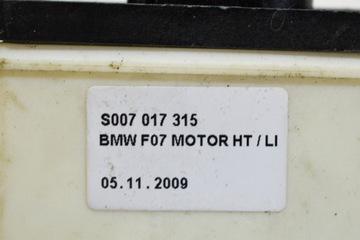 S007 017 315
BMW F07 MOTOR HT / LI
05.11.2009